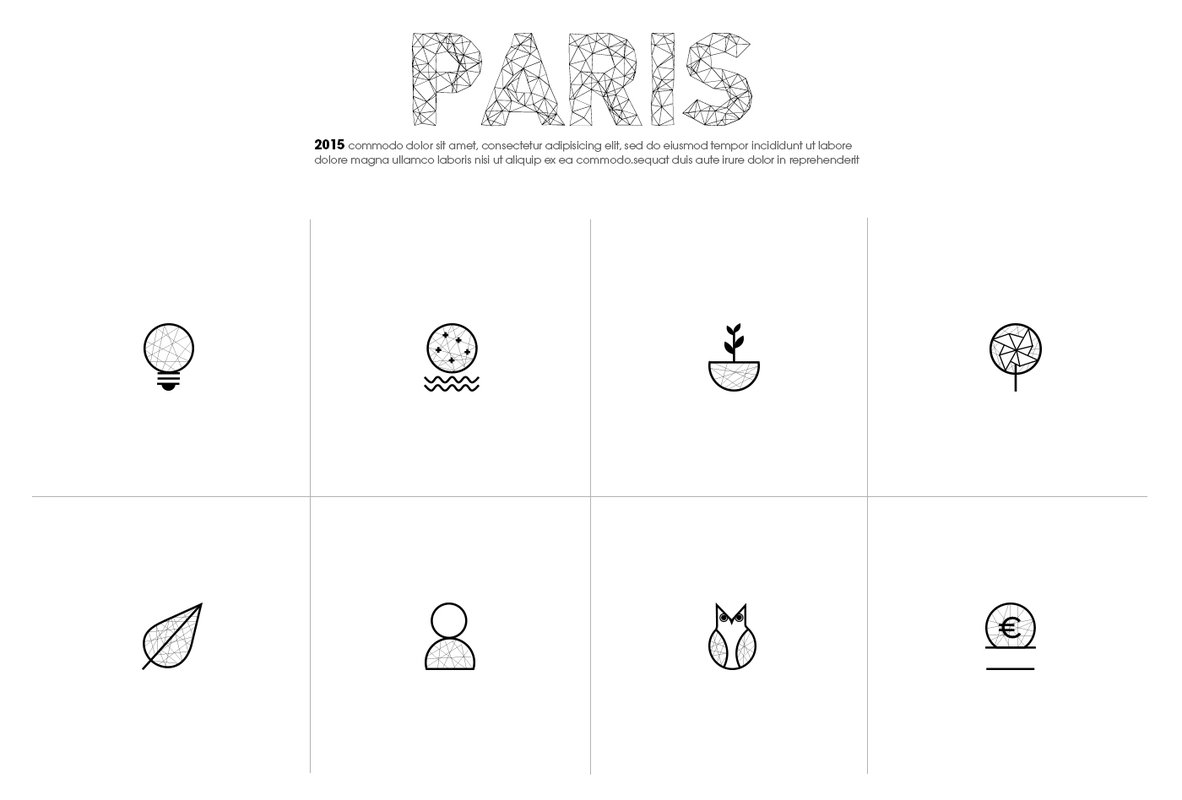 PARIS
2015 commodo dolor sit amet, consectetur adipisicing elit, sed do eiusmod tempor incididunt ut labore
dolore magna ullamco laboris nisi ut aliquip ex ea commodo.sequat duis aute irure dolor in reprehenderit
€